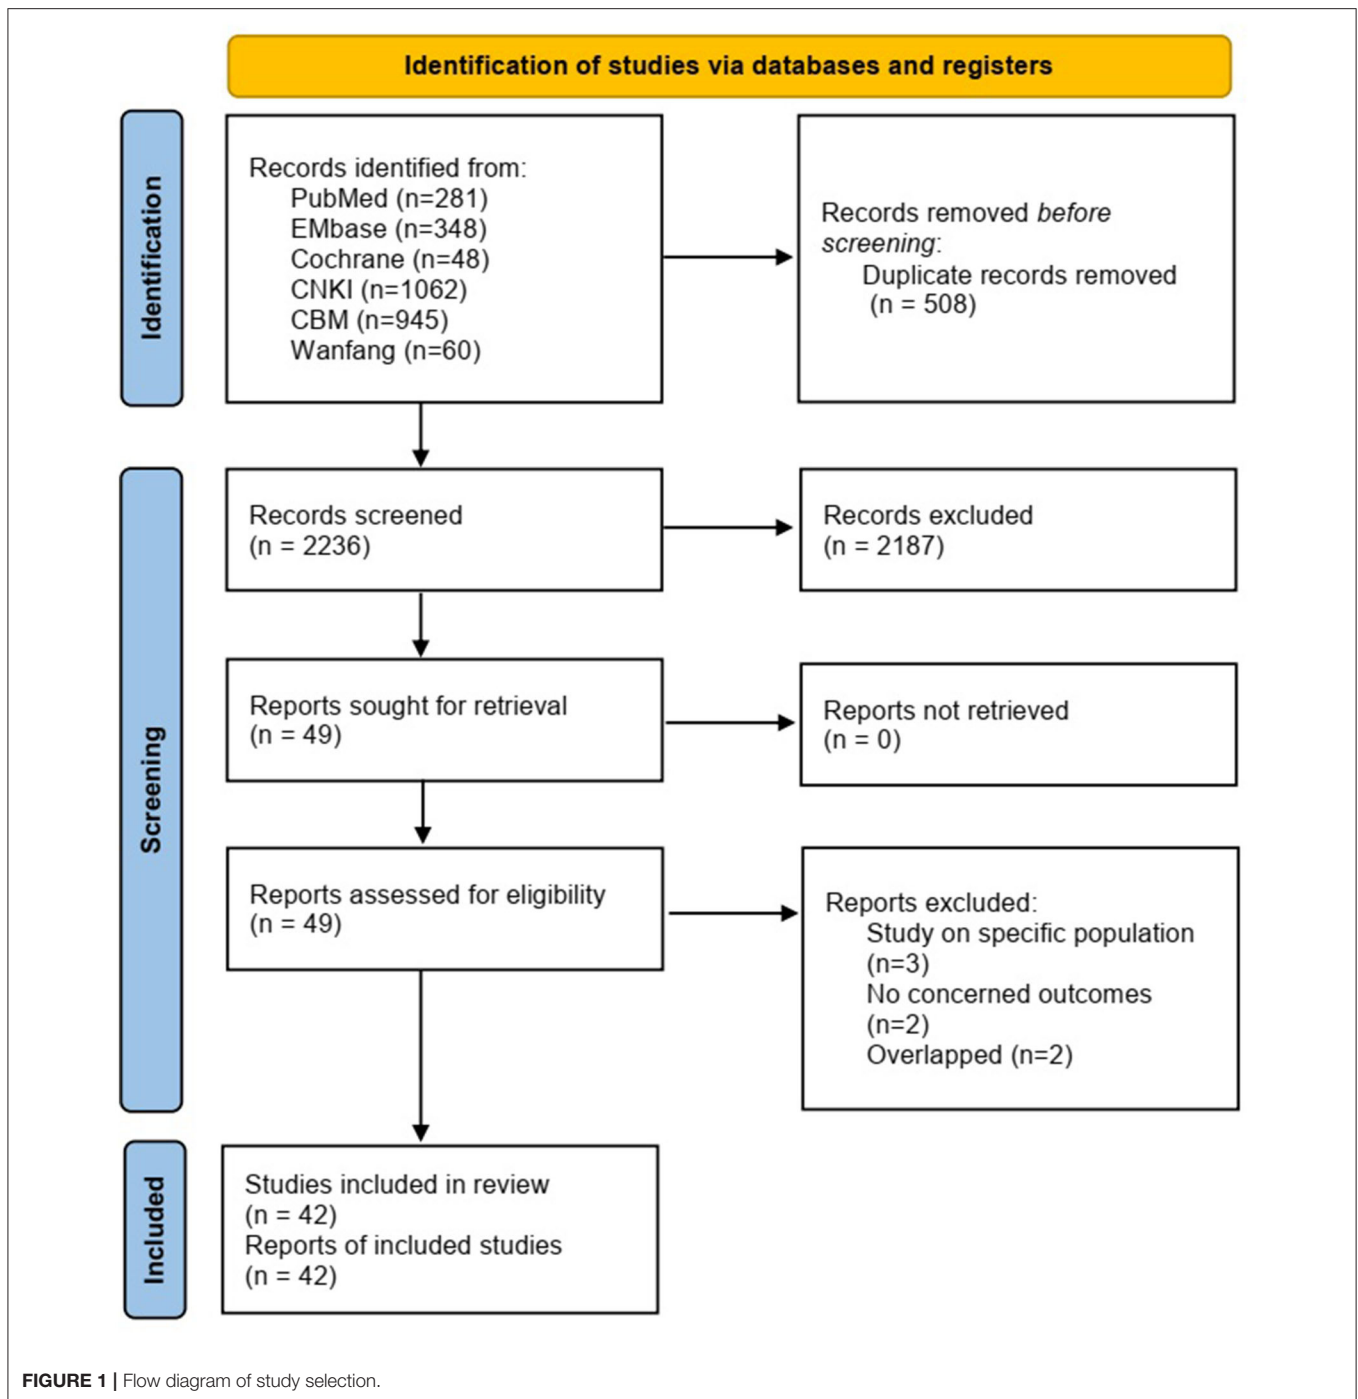 Identification of studies via databases and registers
Identification
Records identified from:
PubMed (n=281)
EMbase (n=348)
Cochrane (n=48)
CNKI (n=1062)
CBM (n=945)
Wanfang (n=60)
Records removed before
screening:
Duplicate records removed
(n = 508)
Screening
Records screened
(n = 2236)
Records excluded
(n = 2187)
Reports sought for retrieval
(n = 49)
Reports not retrieved
(n = 0)
Reports assessed for eligibility
(n = 49)
Reports excluded:
Study on specific population
(n=3)
No concerned outcomes
(n=2)
Overlapped (n=2)
Included
Studies included in review
(n = 42)
Reports of included studies
(n = 42)
FIGURE 1 | Flow diagram of study selection.